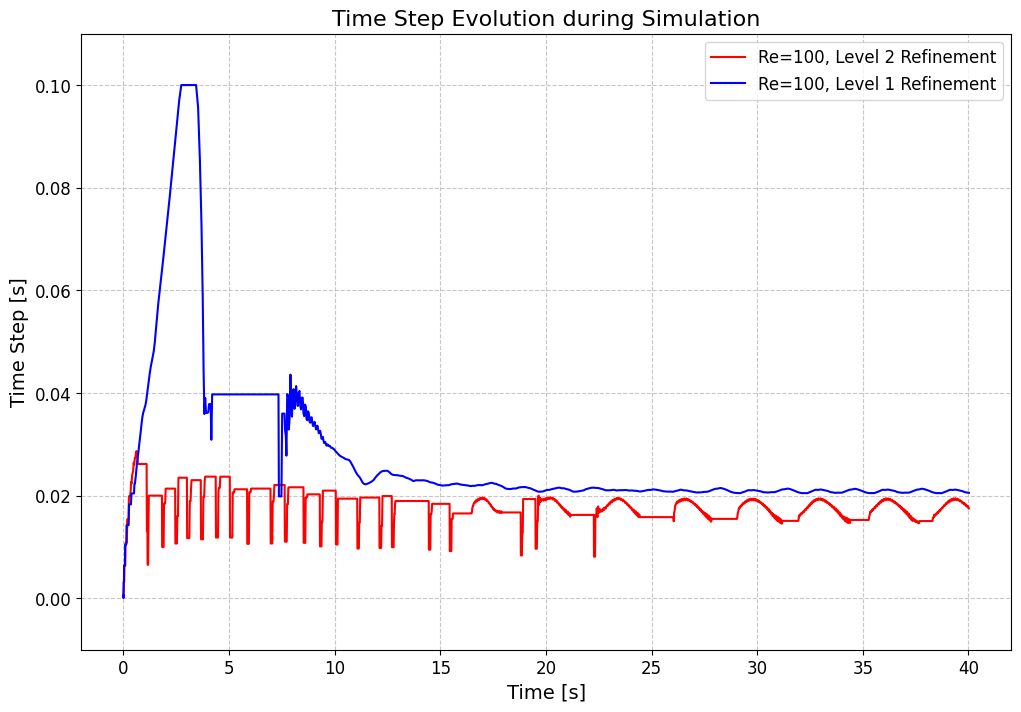 Time Step Evolution during Simulation
Re=100, Level 2 Refinement
Re=100, Level 1 Refinement
Time Step [s]
0.10
0.08
0.06
0.04
0.02
0.00
0 5 10 15 20 25 30 35 40
Time [s]